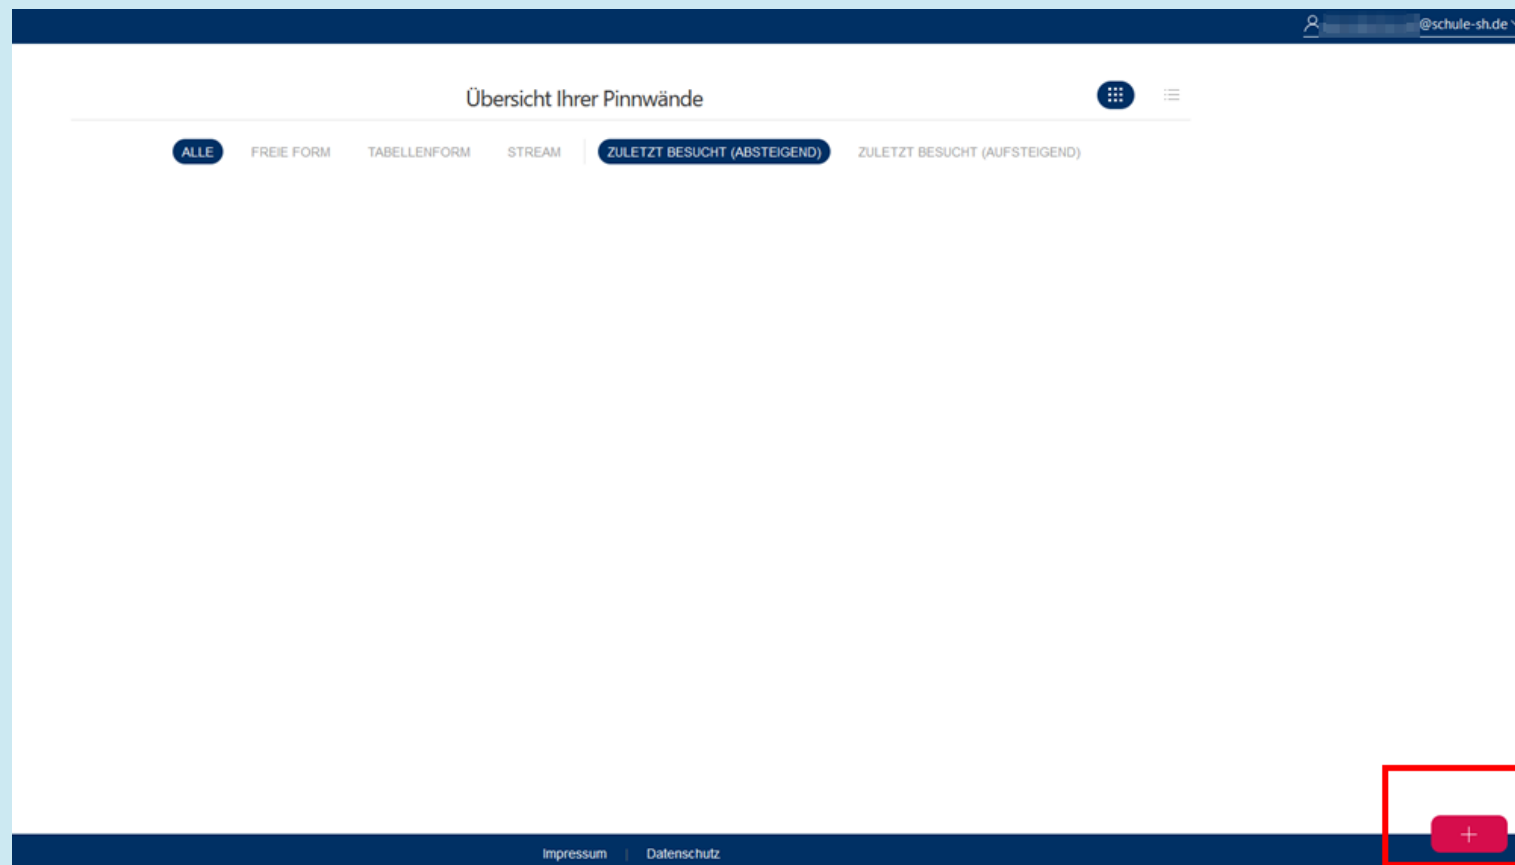 @schule-sh.de
Übersicht Ihrer Pinnwände
ALLE FREIE FORM TABELLENFORM STREAM ZULETZT BESUCHT (ABSTEIGEND) ZULETZT BESUCHT (AUFSTEIGEND)
+
Impressum | Datenschutz